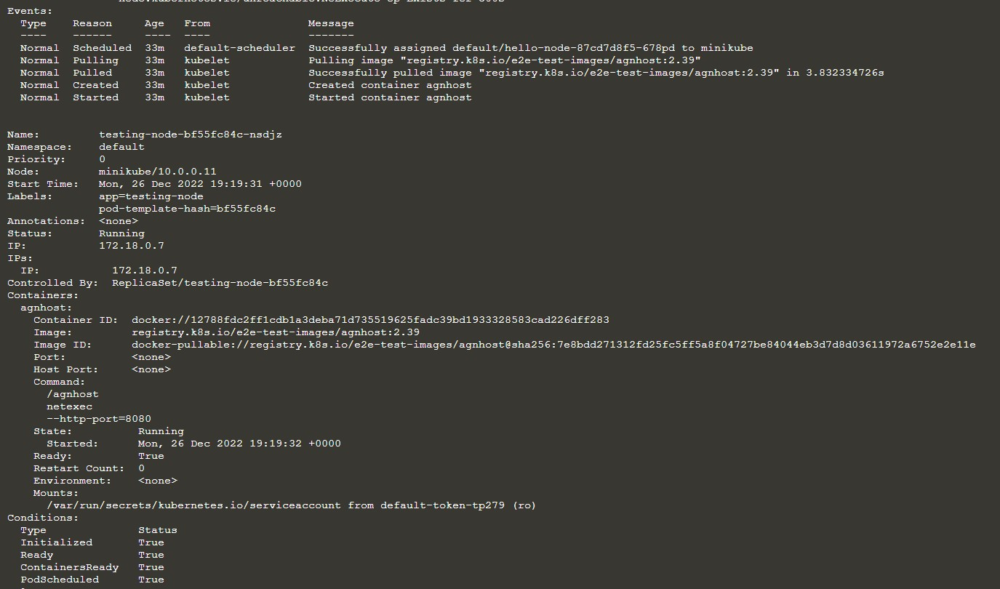 Events:
  Type    Reason     Age   From               Message
  ----    ------     ----  ----               -------
  Normal  Scheduled  33m   default-scheduler  Successfully assigned default/hello-node-87cd7d8f5-678pd to minikube
  Normal  Pulling    33m   kubelet            Pulling image "registry.k8s.io/e2e-test-images/agnhost:2.39"
  Normal  Pulled     33m   kubelet            Successfully pulled image "registry.k8s.io/e2e-test-images/agnhost:2.39" in 3.832334726s
  Normal  Created    33m   kubelet            Created container agnhost
  Normal  Started    33m   kubelet            Started container agnhost
Name:         testing-node-bf55fc84c-nsdjz
Namespace:    default
Priority:     0
Node:         minikube/10.0.0.11
Start Time:   Mon, 26 Dec 2022 19:19:31 +0000
Labels:       app=testing-node
              pod-template-hash=bf55fc84c
Annotations:  <none>
Status:       Running
IP:           172.18.0.7
IPs:
  IP:           172.18.0.7
Controlled By:  ReplicaSet/testing-node-bf55fc84c
Containers:
  agnhost:
    Container ID:  docker://12788fdc2ff1cdb1a3deba71d735519625fadc39bd1933328583cad226dff283
    Image:         registry.k8s.io/e2e-test-images/agnhost:2.39
    Image ID:      docker-pullable://registry.k8s.io/e2e-test-images/agnhost@sha256:7e8bdd271312fd25fc5ff5a8f04727be84044eb3d7d8d03611972a6752e2e11e
    Port:          <none>
    Host Port:     <none>
    Command:
      /agnhost
      netexec
      --http-port=8080
    State:          Running
      Started:      Mon, 26 Dec 2022 19:19:32 +0000
    Ready:          True
    Restart Count:  0
    Environment:    <none>
    Mounts:
      /var/run/secrets/kubernetes.io/serviceaccount from default-token-tp279 (ro)
Conditions:
  Type              Status
  Initialized       True
  Ready             True
  ContainersReady   True
  PodScheduled      True